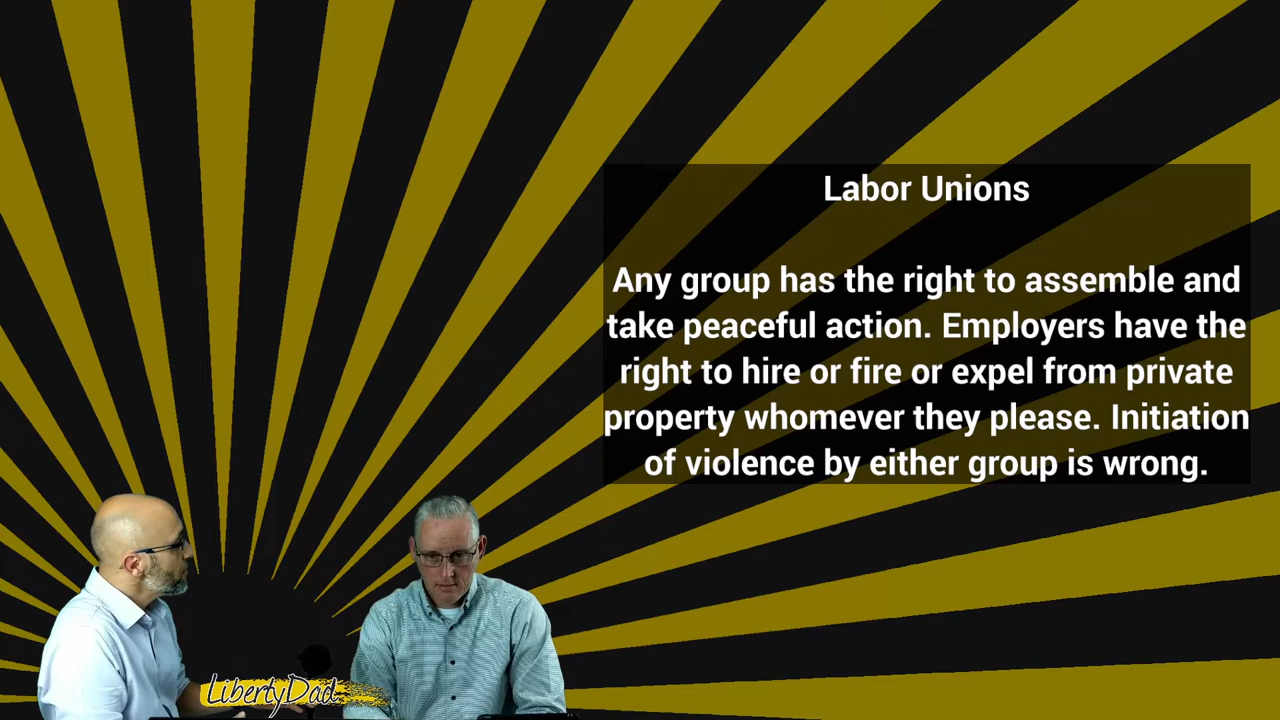 Labor Unions
Any group has the right to assemble and
take peaceful action. Employers have the
right to hire or fire or expel from private
property whomever they please. Initiation
of violence by either group is wrong.
LibertyDad